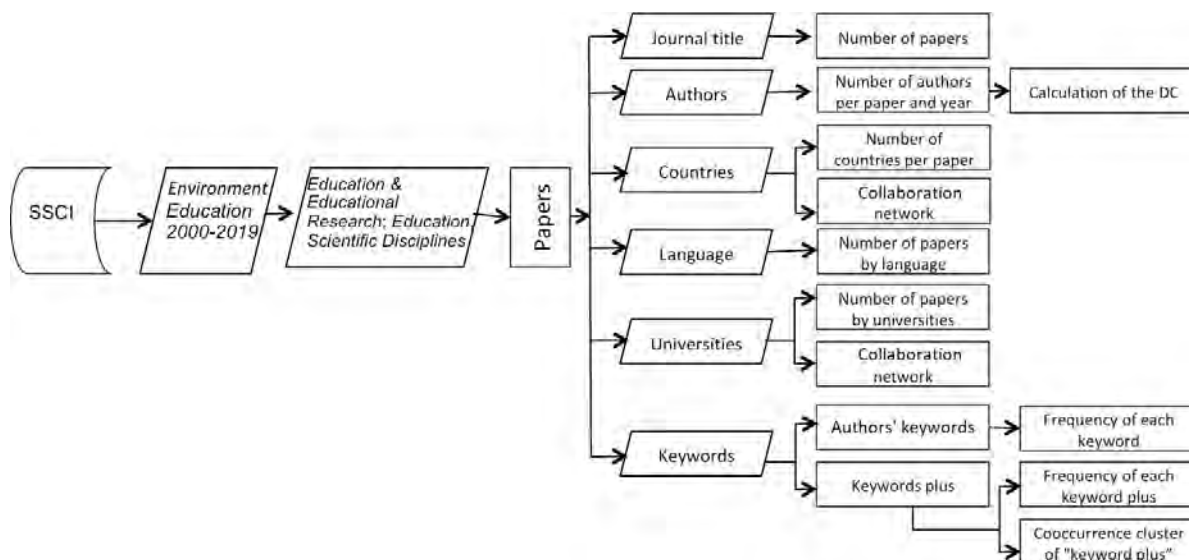 SSCI
Environment
Education
2000-2019
Education &
Educational
Research; Education,
Scientific Disciplines
Papers
Journal title
Number of papers
Authors
Number of authors
per paper and year
Calculation of the DC
Countries
Number of
countries per paper
Collaboration
network
Language
Number of papers
by language
Universities
Number of papers
by universities
Collaboration
network
Keywords
Authors' keywords
Frequency of each
keyword
Keywords plus
Frequency of each
keyword plus
Cooccurrence cluster
of "keyword plus"